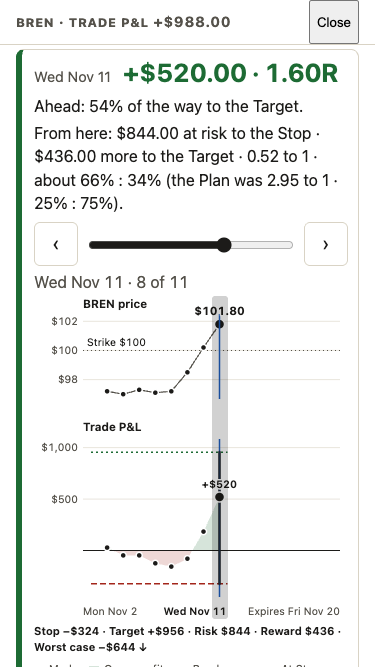 BREN · TRADE P&L +$988.00
Close
Wed Nov 11 +$520.00 · 1.60R
Ahead: 54% of the way to the Target.
From here: $844.00 at risk to the Stop ·
$436.00 more to the Target · 0.52 to 1 ·
about 66% : 34% (the Plan was 2.95 to 1 ·
25% : 75%).
‹ ›
Wed Nov 11 · 8 of 11
BREN price
$101.80
$102
Strike $100
$100
$98
Trade P&L
$1,000
+$520
$500
Mon Nov 2 Wed Nov 11 Expires Fri Nov 20
Stop −$324 · Target +$956 · Risk $844 · Reward $436 ·
Worst case −$644 ↓